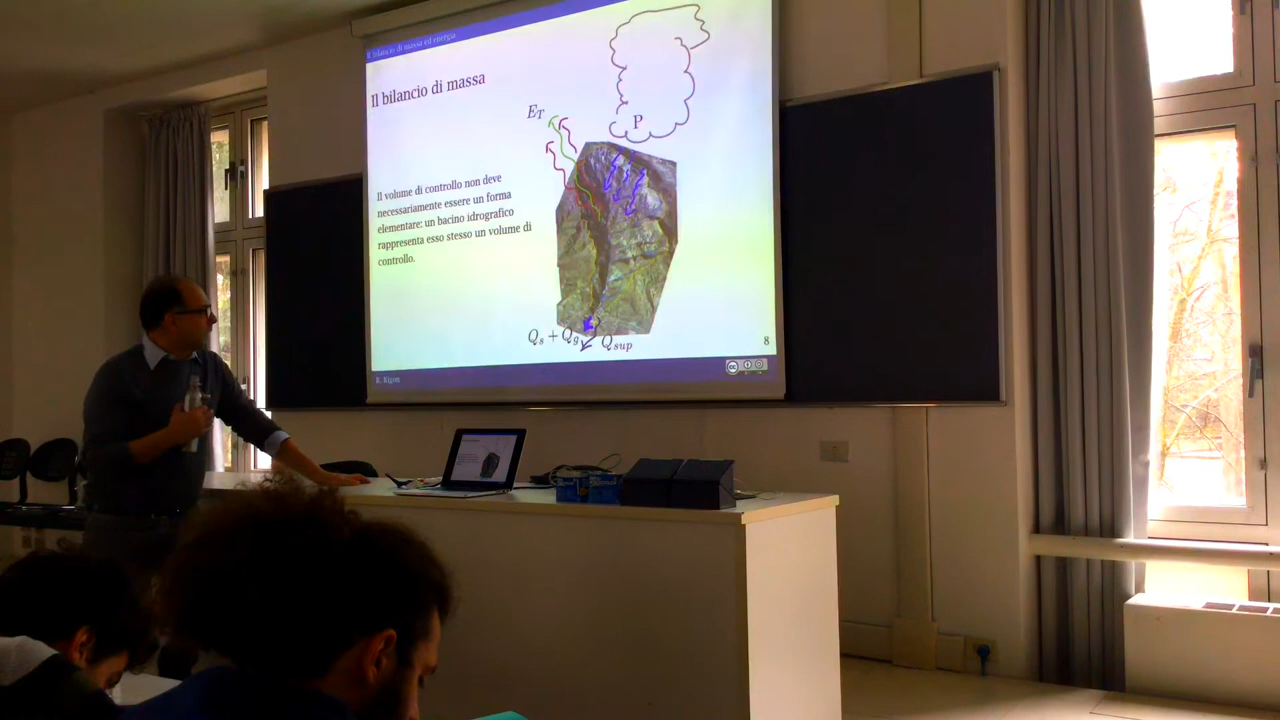 Il bilancio di massa ed energia
Il bilancio di massa
E_T
P
Il volume di controllo non deve
necessariamente essere un forma
elementare: un bacino idrografico
rappresenta esso stesso un volume di
controllo.
Q_s + Q_g
Q_sup
8
R. Rigon
cc